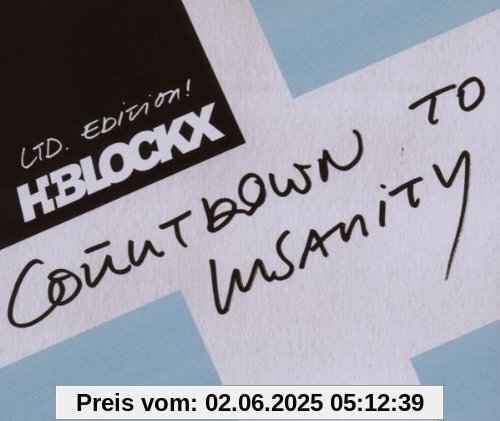 LTD. EDITION!
H-BLOCKX
COUNTDOWN TO
INSANITY
Preis vom: 02.06.2025 05:12:39